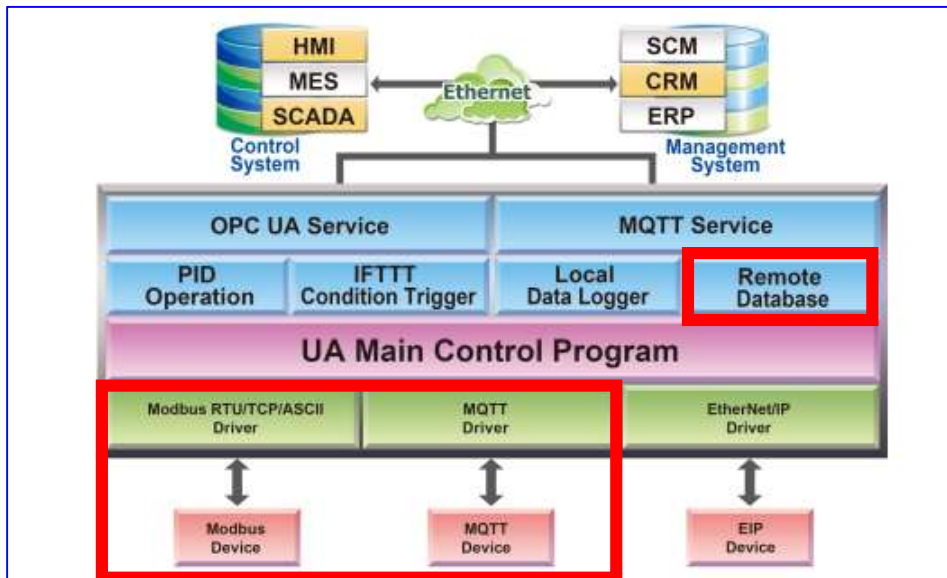 HMI
MES
SCADA
Control
System
Ethernet
SCM
CRM
ERP
Management
System
OPC UA Service
MQTT Service
PID
Operation
IFTTT
Condition Trigger
Local
Data Logger
Remote
Database
UA Main Control Program
Modbus RTU/TCP/ASCII
Driver
MQTT
Driver
EtherNet/IP
Driver
Modbus
Device
MQTT
Device
EIP
Device